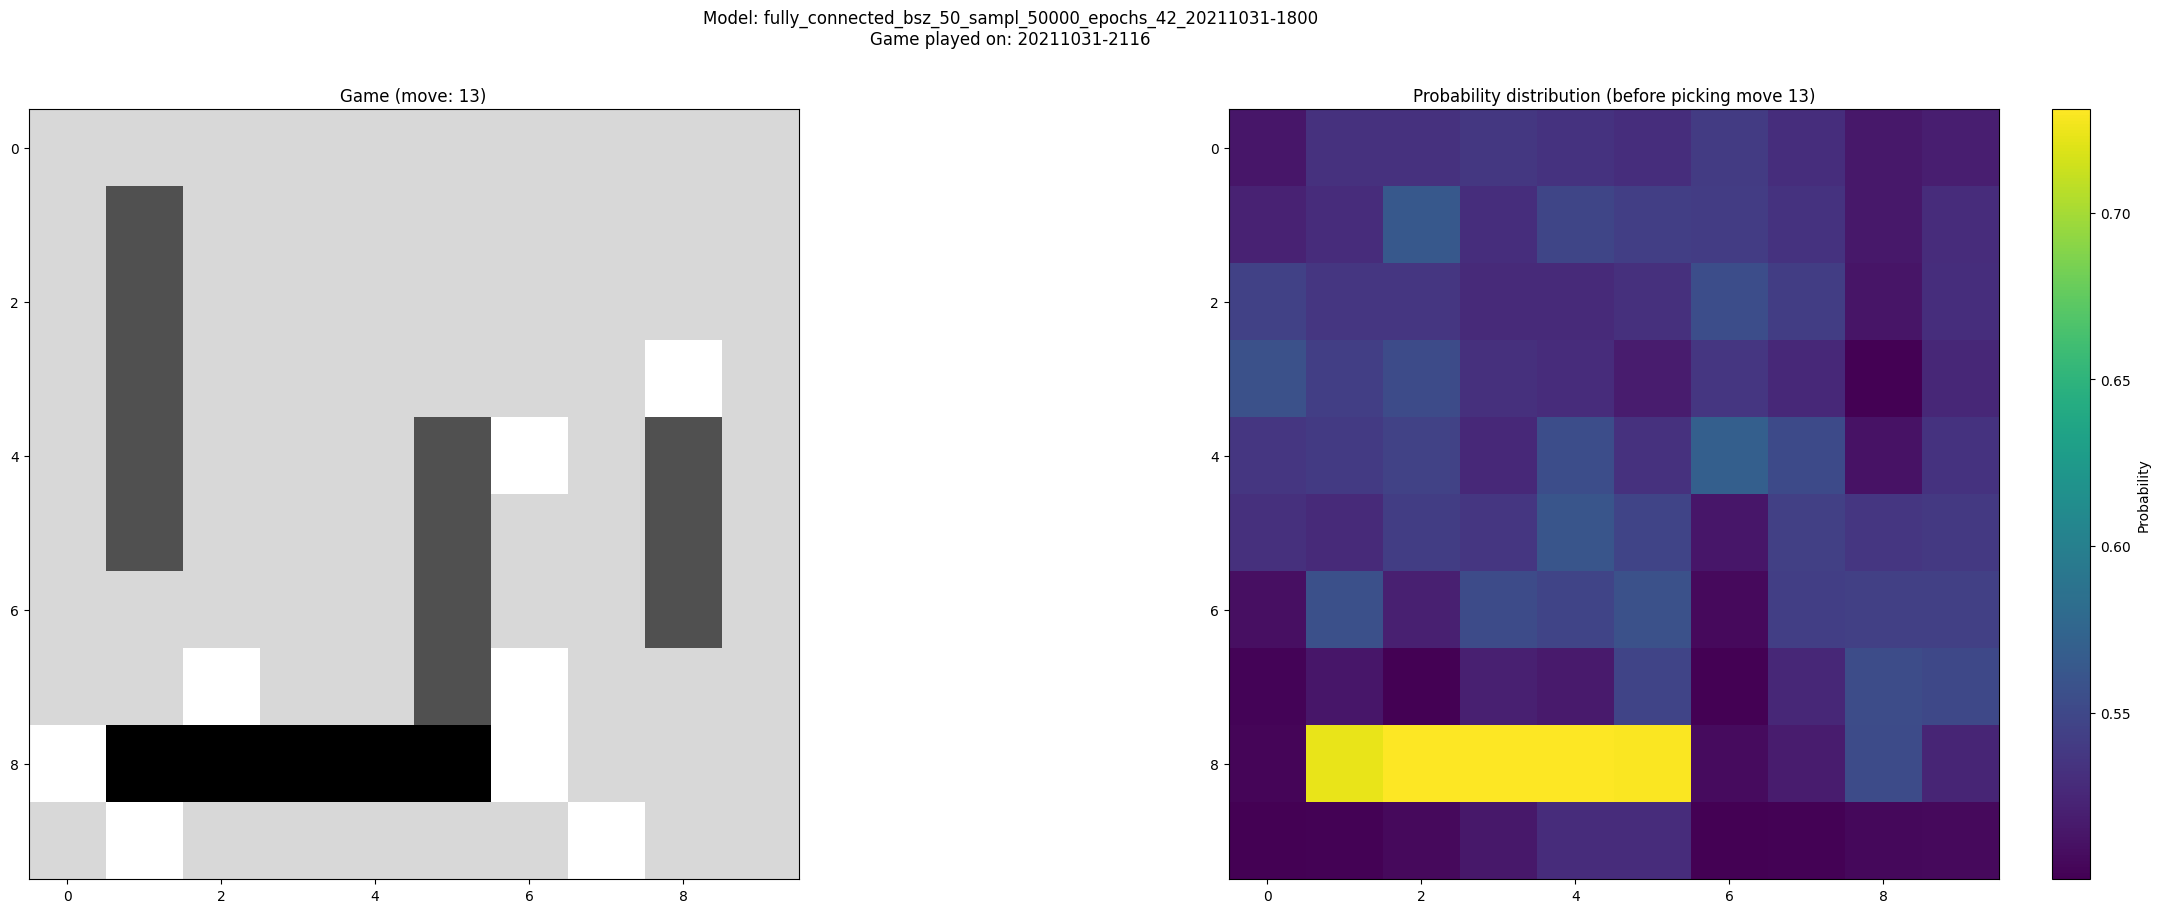 Model: fully_connected_bsz_50_sampl_50000_epochs_42_20211031-1800
Game played on: 20211031-2116
Game (move: 13)
0
2
4
6
8
0 2 4 6 8
Probability distribution (before picking move 13)
0
2
4
6
8
0 2 4 6 8
0.70
0.65
0.60
0.55
Probability